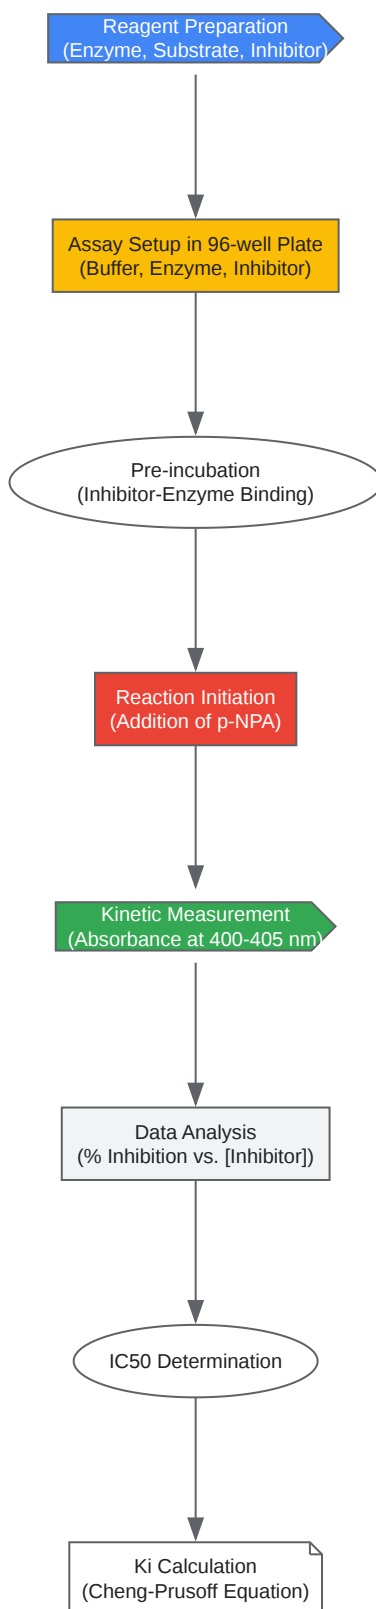 Reagent Preparation
(Enzyme, Substrate, Inhibitor)
Assay Setup in 96-well Plate
(Buffer, Enzyme, Inhibitor)
Pre-incubation
(Inhibitor-Enzyme Binding)
Reaction Initiation
(Addition of p-NPA)
Kinetic Measurement
(Absorbance at 400-405 nm)
Data Analysis
(% Inhibition vs. [Inhibitor])
IC50 Determination
Ki Calculation
(Cheng-Prusoff Equation)